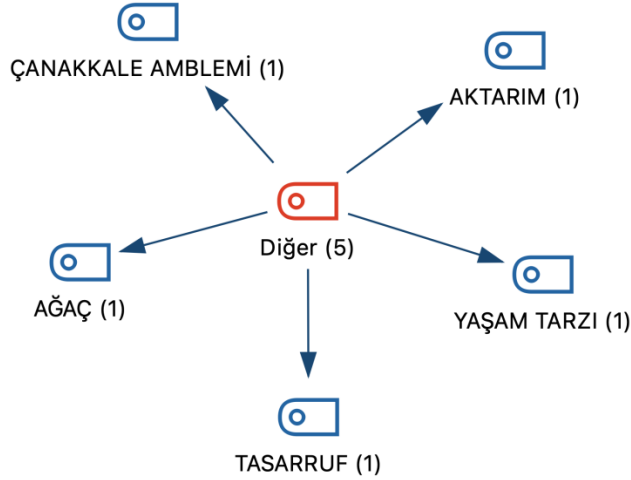 ÇANAKKALE AMBLEMİ (1)
AKTARIM (1)
Diğer (5)
AĞAÇ (1)
YAŞAM TARZI (1)
TASARRUF (1)